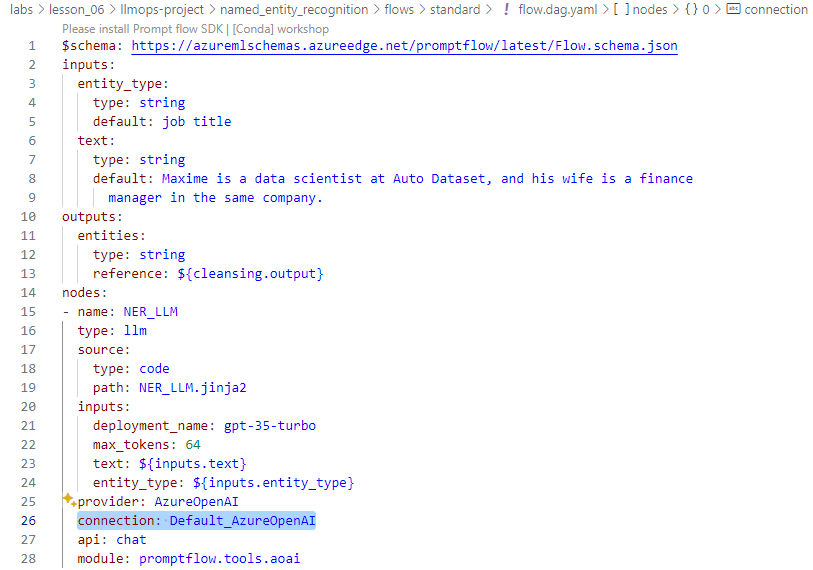 labs > lesson_06 > llmops-project > named_entity_recognition > flows > standard > ! flow.dag.yaml > [ ] nodes > { } 0 > abc connection
Please install Prompt flow SDK | [Conda] workshop
1 $schema: https://azuremlschemas.azureedge.net/promptflow/latest/Flow.schema.json
2 inputs:
3 entity_type:
4 type: string
5 default: job title
6 text:
7 type: string
8 default: Maxime is a data scientist at Auto Dataset, and his wife is a finance
9 manager in the same company.
10 outputs:
11 entities:
12 type: string
13 reference: ${cleansing.output}
14 nodes:
15 - name: NER_LLM
16 type: llm
17 source:
18 type: code
19 path: NER_LLM.jinja2
20 inputs:
21 deployment_name: gpt-35-turbo
22 max_tokens: 64
23 text: ${inputs.text}
24 entity_type: ${inputs.entity_type}
25 provider: AzureOpenAI
26 connection: Default_AzureOpenAI
27 api: chat
28 module: promptflow.tools.aoai